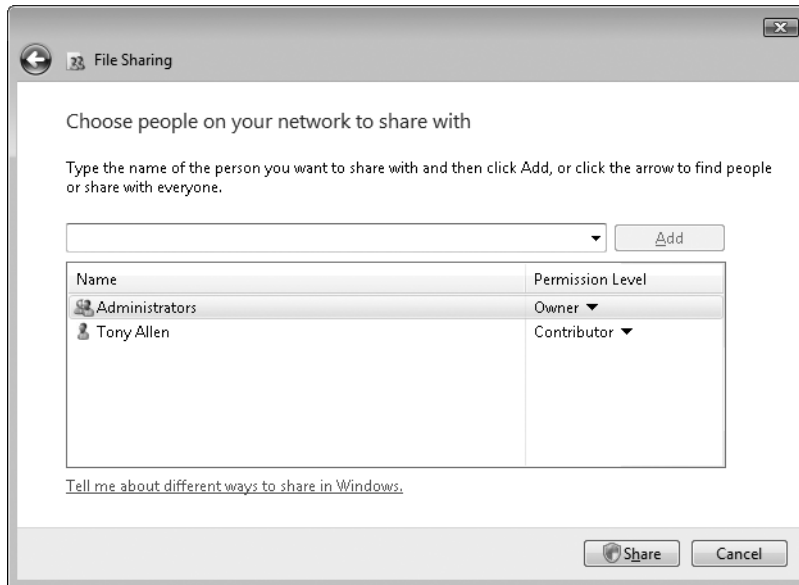 File Sharing
Choose people on your network to share with
Type the name of the person you want to share with and then click Add, or click the arrow to find people
or share with everyone.
Add
Name Permission Level
Administrators Owner
Tony Allen Contributor
Tell me about different ways to share in Windows.
Share Cancel